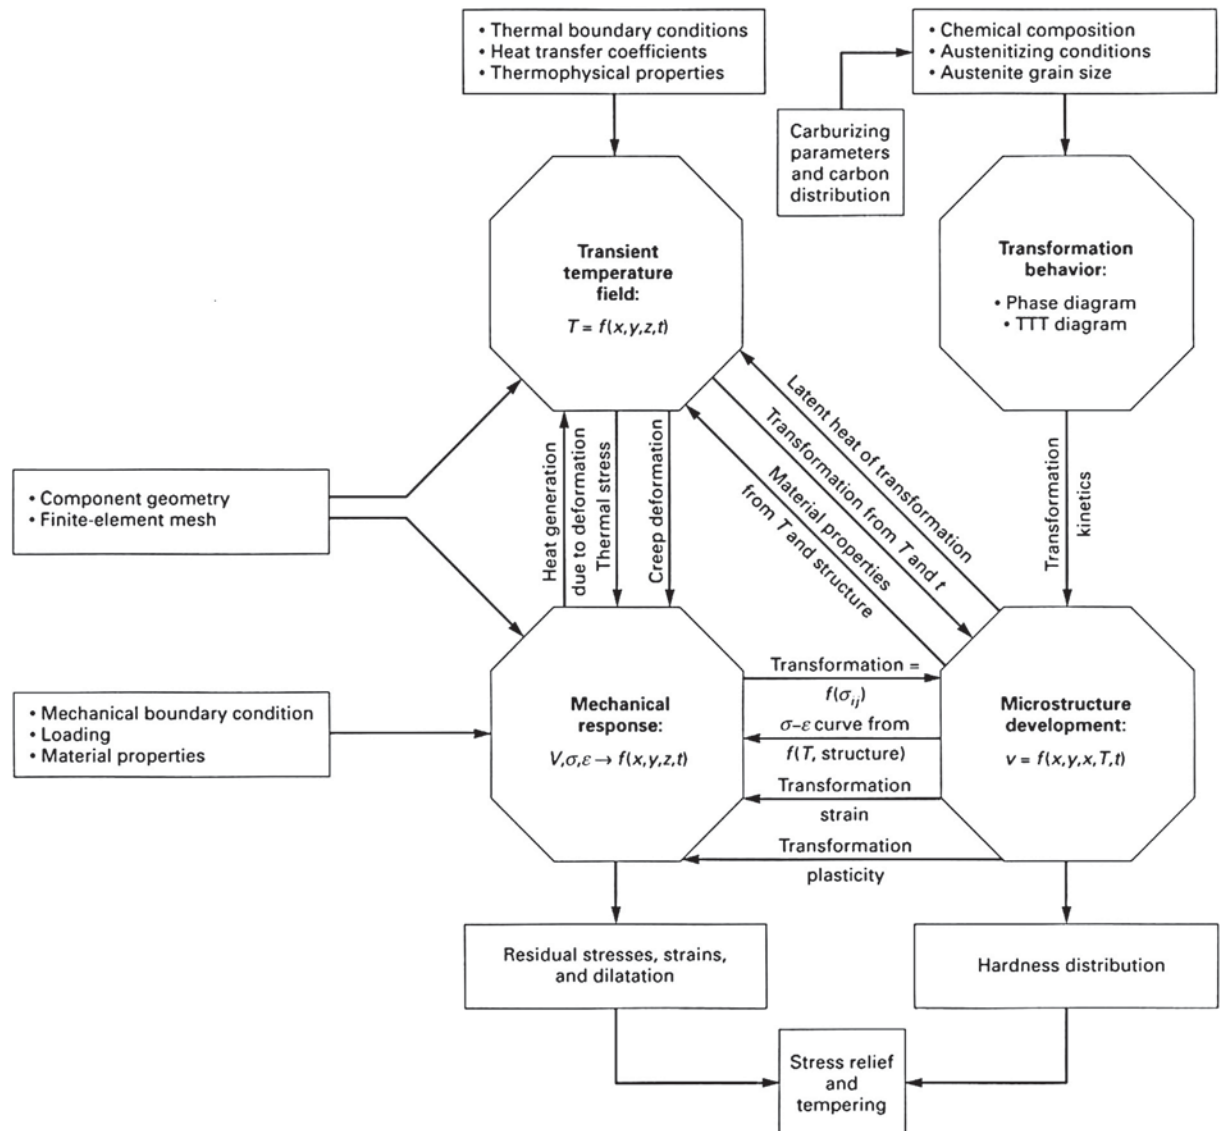 • Thermal boundary conditions
• Heat transfer coefficients
• Thermophysical properties
• Chemical composition
• Austenitizing conditions
• Austenite grain size
Carburizing
parameters
and carbon
distribution
Transient
temperature
field:
T = f(x,y,z,t)
Transformation
behavior:
• Phase diagram
• TTT diagram
• Component geometry
• Finite-element mesh
Heat generation
due to deformation
Thermal stress
Creep deformation
Latent heat of transformation
Transformation from T and t
Material properties
from T and structure
Transformation
kinetics
• Mechanical boundary condition
• Loading
• Material properties
Mechanical
response:
V,σ,ε → f(x,y,z,t)
Transformation =
f(σij)
σ–ε curve from
f(T, structure)
Transformation
strain
Transformation
plasticity
Microstructure
development:
v = f(x,y,x,T,t)
Residual stresses, strains,
and dilatation
Hardness distribution
Stress relief
and
tempering